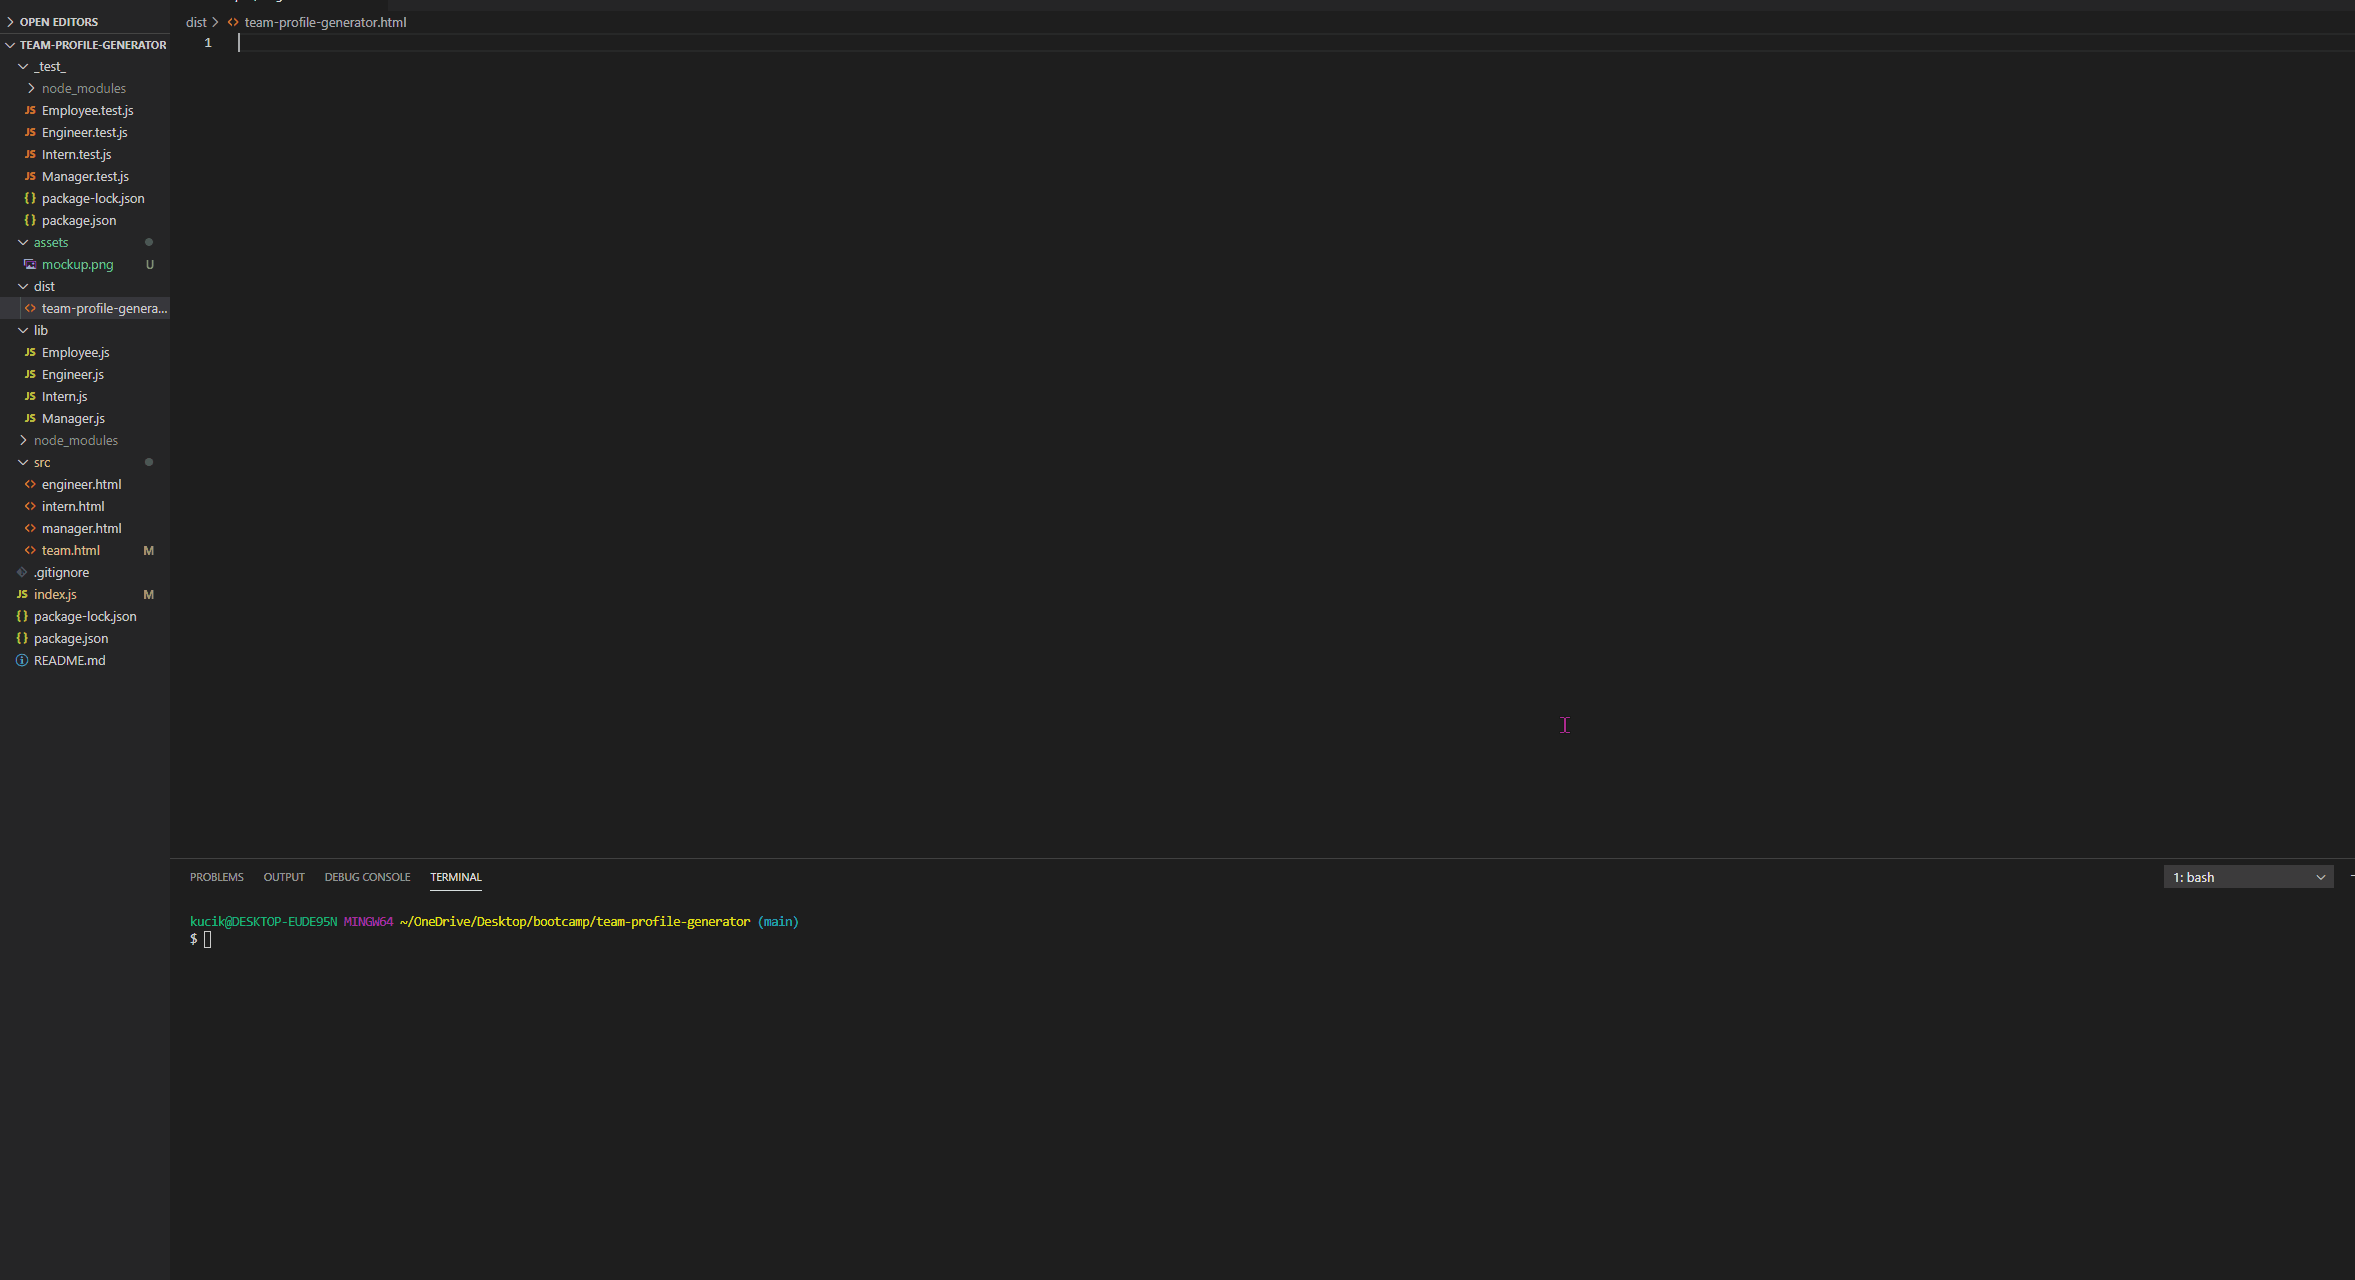 OPEN EDITORS
TEAM-PROFILE-GENERATOR
_test_
node_modules
JS Employee.test.js
JS Engineer.test.js
JS Intern.test.js
JS Manager.test.js
{} package-lock.json
{} package.json
assets
mockup.png U
dist
<> team-profile-genera...
lib
JS Employee.js
JS Engineer.js
JS Intern.js
JS Manager.js
node_modules
src
<> engineer.html
<> intern.html
<> manager.html
<> team.html M
.gitignore
JS index.js M
{} package-lock.json
{} package.json
README.md
dist > <> team-profile-generator.html
1
PROBLEMS OUTPUT DEBUG CONSOLE TERMINAL
1: bash
kucik@DESKTOP-EUDE95N MINGW64 ~/OneDrive/Desktop/bootcamp/team-profile-generator (main)
$